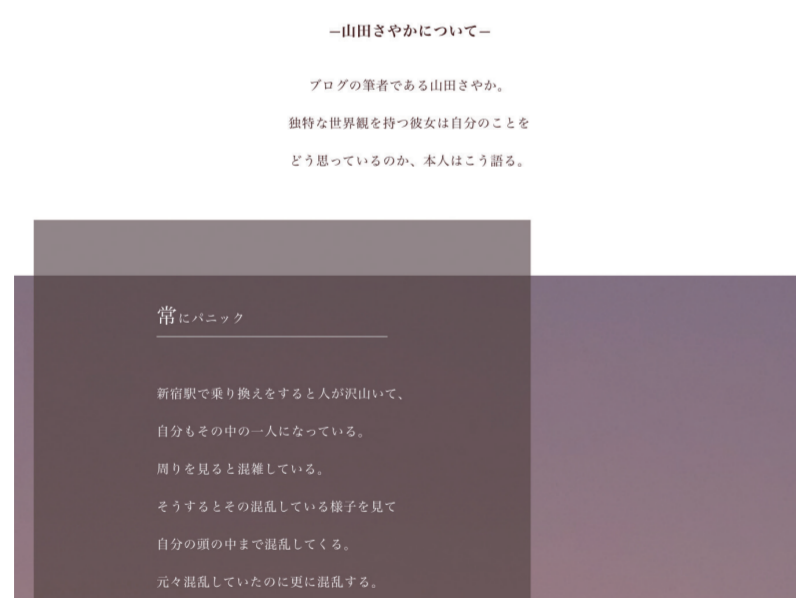 ―山田さやかについて―
ブログの筆者である山田さやか。
独特な世界観を持つ彼女は自分のことを
どう思っているのか、本人はこう語る。
常にパニック
新宿駅で乗り換えをすると人が沢山いて、
自分もその中の一人になっている。
周りを見ると混雑している。
そうするとその混乱している様子を見て
自分の頭の中まで混乱してくる。
元々混乱していたのに更に混乱する。